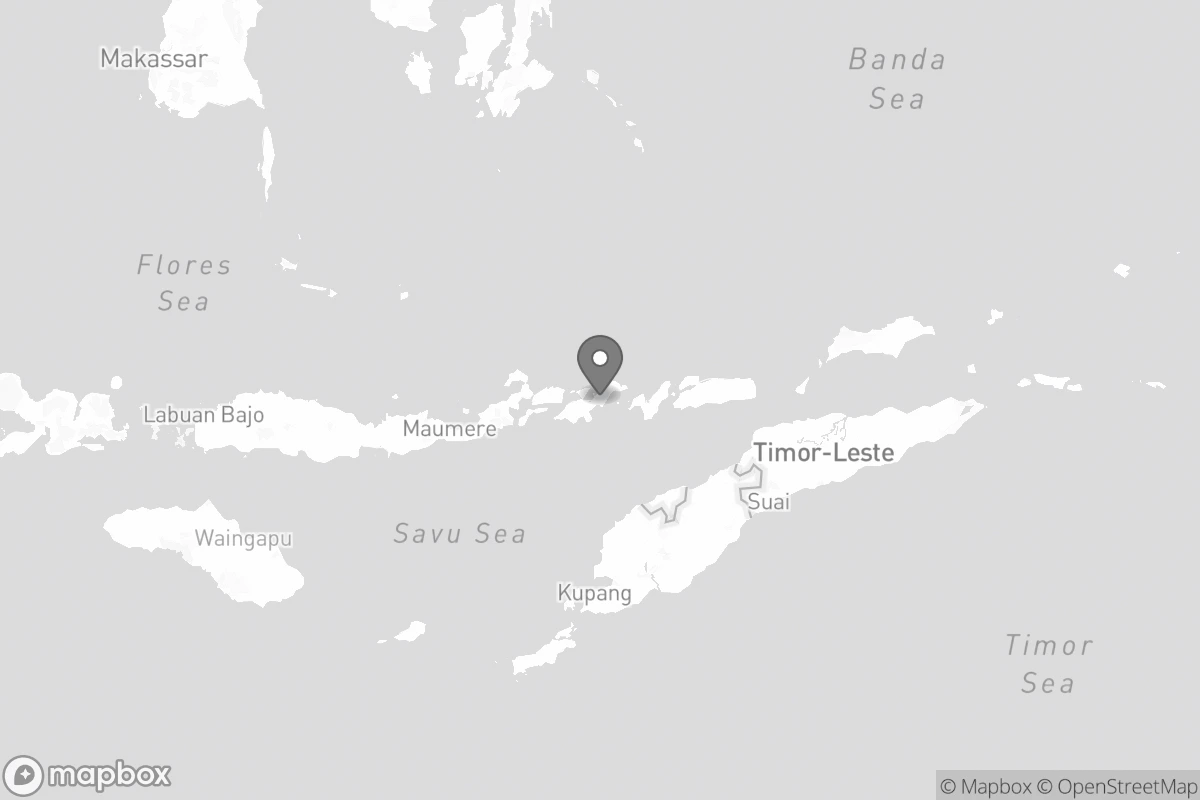 Makassar
Banda
Sea
Flores
Sea
Labuan Bajo
Maumere
Timor-Leste
Suai
Waingapu
Savu Sea
Kupang
Timor
Sea
mapbox
© Mapbox © OpenStreetMap